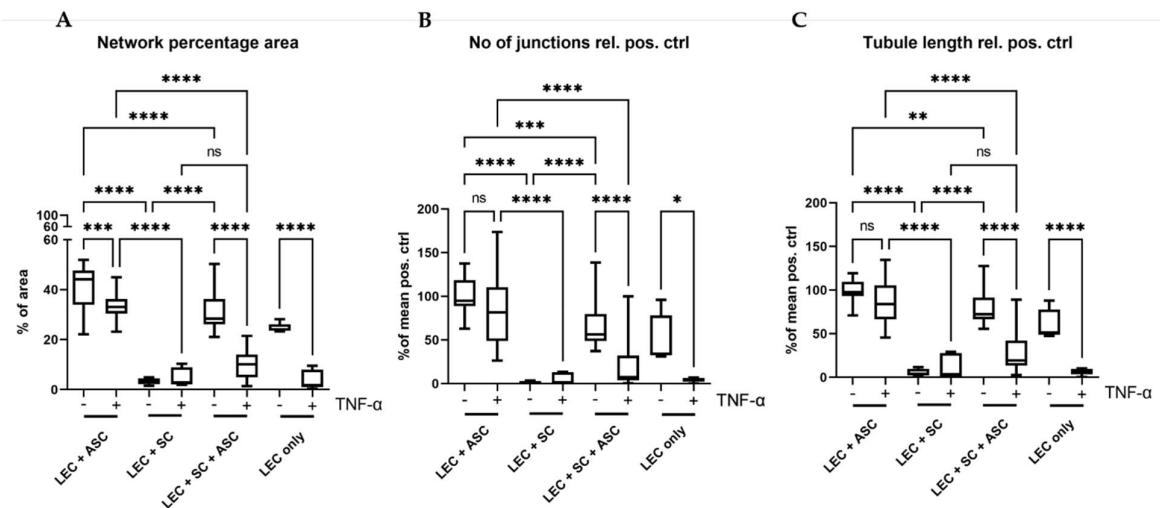 A
Network percentage area
****
****
ns
**** ****
*** **** **** ****
100
60
60
40
20
0
% of area
- + - + - + - + TNF-α
LEC + ASC
LEC + SC
LEC + SC + ASC
LEC only
B
No of junctions rel. pos. ctrl
****
***
**** ****
ns **** **** *
200
150
100
50
0
%of mean pos. ctrl
- + - + - + - + TNF-α
LEC + ASC
LEC + SC
LEC + SC + ASC
LEC only
C
Tubule length rel. pos. ctrl
****
**
ns
**** ****
ns **** **** ****
200
150
100
50
0
% of mean pos. ctrl
- + - + - + - + TNF-α
LEC + ASC
LEC + SC
LEC + SC + ASC
LEC only